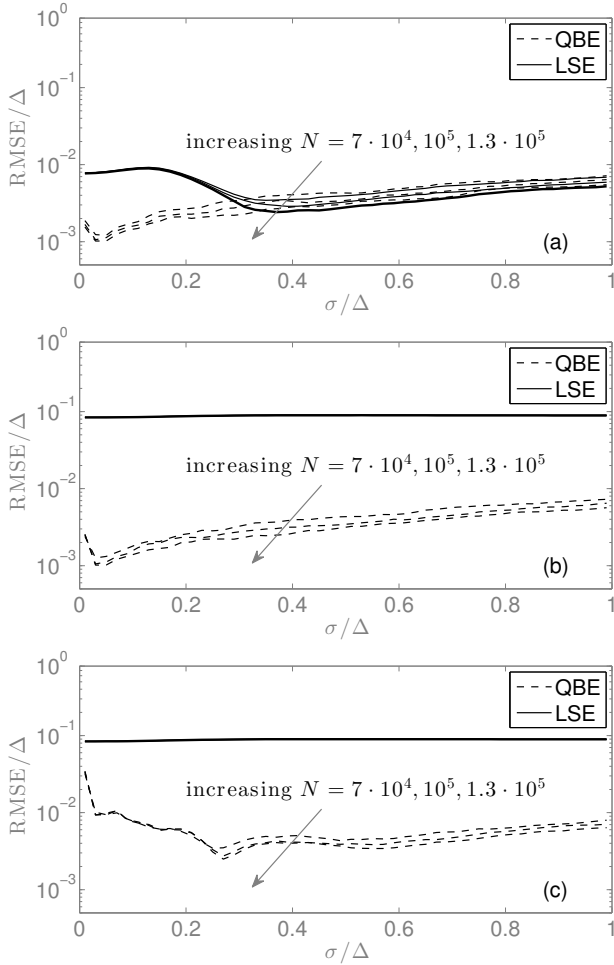 10^0
QBE
LSE
10^-1
RMSE/Δ
increasing N = 7 · 10^4, 10^5, 1.3 · 10^5
10^-2
10^-3
(a)
0 0.2 0.4 0.6 0.8 1
σ/Δ
10^0
QBE
LSE
10^-1
RMSE/Δ
increasing N = 7 · 10^4, 10^5, 1.3 · 10^5
10^-2
10^-3
(b)
0 0.2 0.4 0.6 0.8 1
σ/Δ
10^0
QBE
LSE
10^-1
RMSE/Δ
increasing N = 7 · 10^4, 10^5, 1.3 · 10^5
10^-2
10^-3
(c)
0 0.2 0.4 0.6 0.8 1
σ/Δ